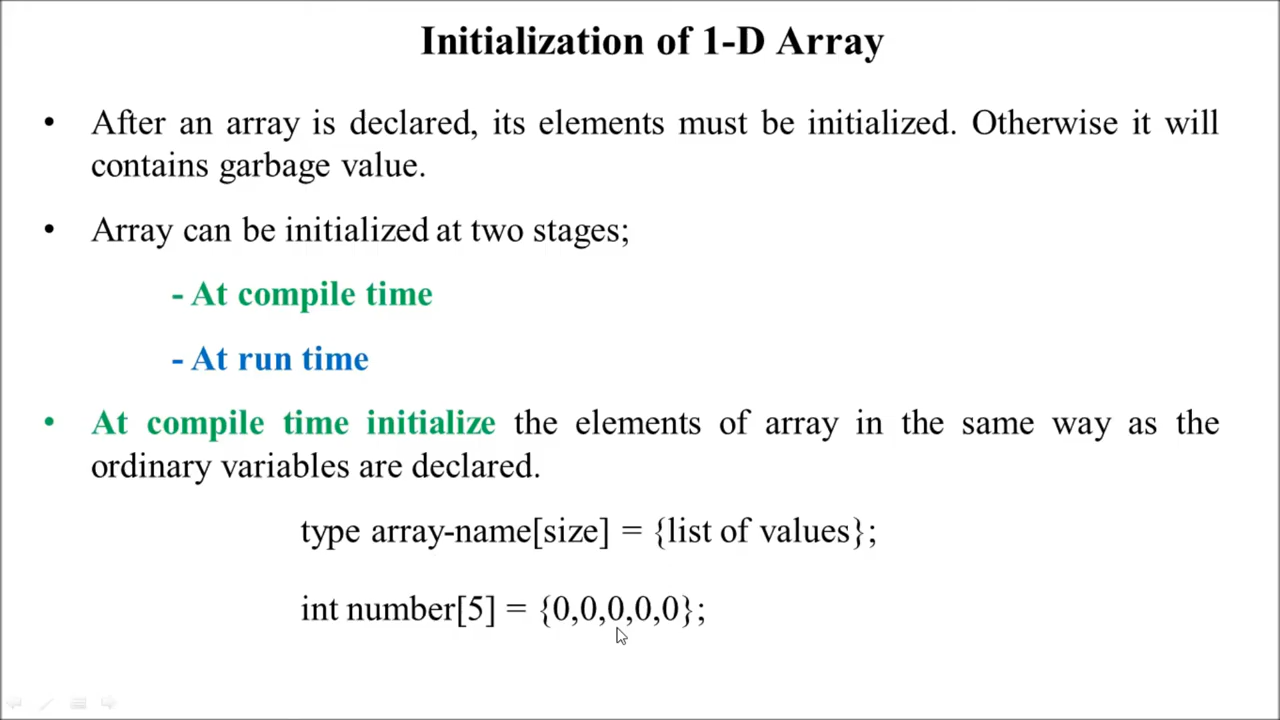 Initialization of 1-D Array
• After an array is declared, its elements must be initialized. Otherwise it will
contains garbage value.
• Array can be initialized at two stages;
- At compile time
- At run time
• At compile time initialize the elements of array in the same way as the
ordinary variables are declared.
type array-name[size] = {list of values};
int number[5] = {0,0,0,0,0};